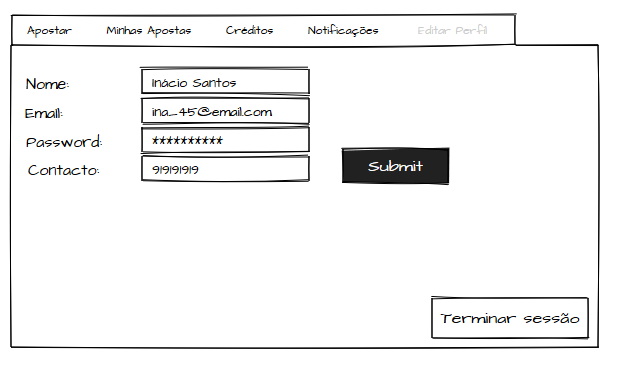 Apostar Minhas Apostas Créditos Notificações Editar Perfil
Nome: Inácio Santos
Email: ina_45@email.com
Password: **********
Contacto: 919191919
Submit
Terminar sessão